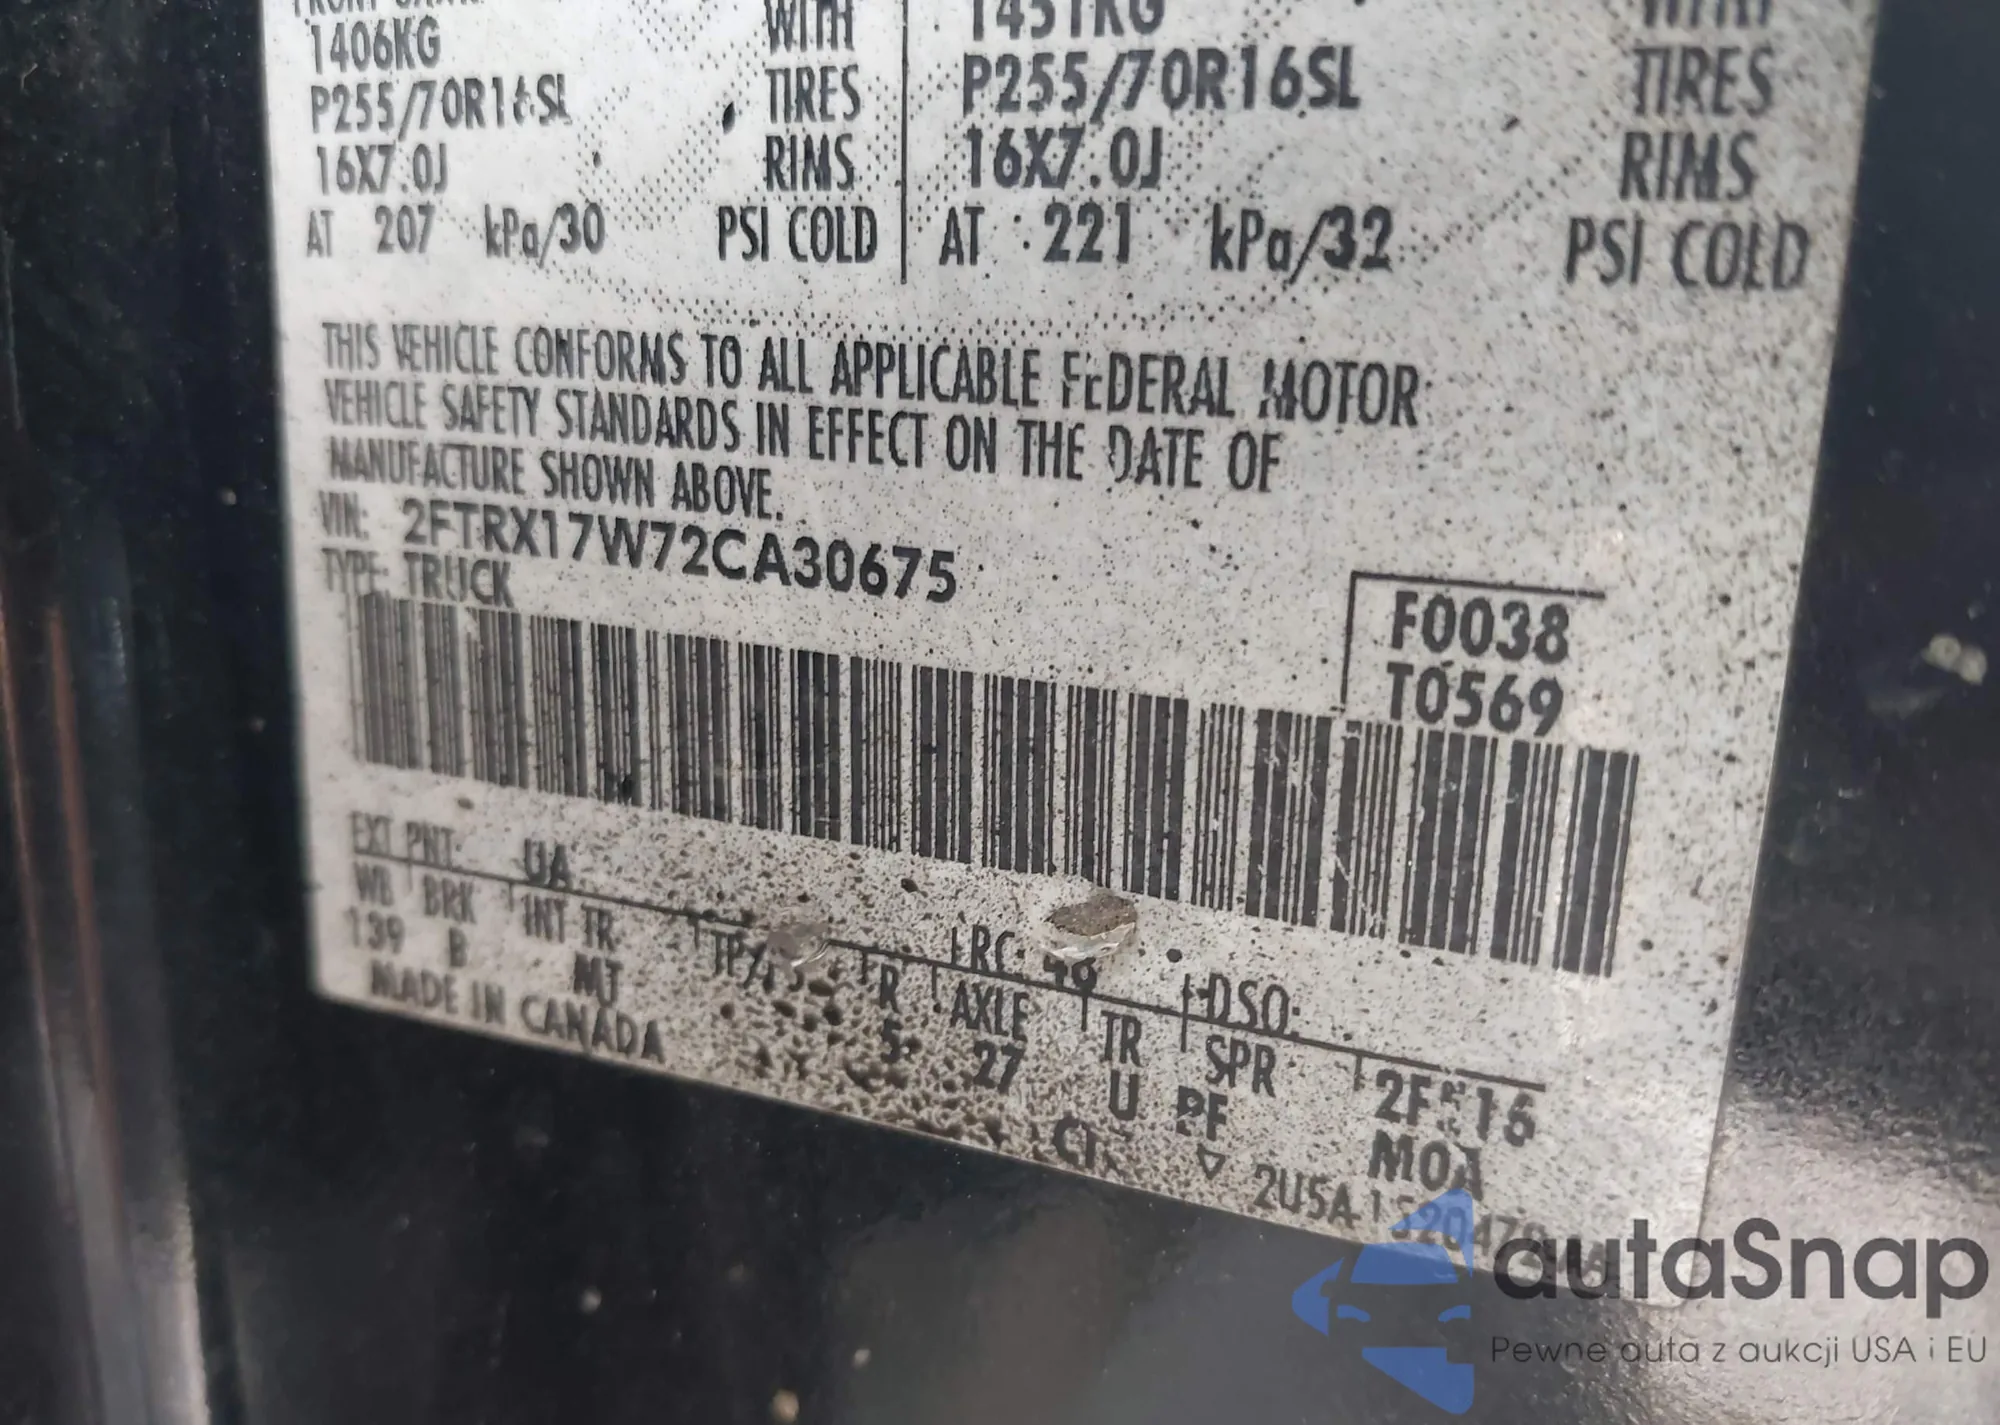 1406KG WITH 1451KG
P255/70R16SL TIRES P255/70R16SL TIRES
16X7.0J RIMS 16X7.0J RIMS
AT 207 kPa/30 PSI COLD AT 221 kPa/32 PSI COLD
THIS VEHICLE CONFORMS TO ALL APPLICABLE FEDERAL MOTOR
VEHICLE SAFETY STANDARDS IN EFFECT ON THE DATE OF
MANUFACTURE SHOWN ABOVE.
VIN: 2FTRX17W72CA30675
TYPE: TRUCK
F0038
T0569
EXT PNT: UA RC: 46 DSO:
WB BRK INT TR R AXLE TR SPR
139 B MT 5 27 U
MADE IN CANADA
MOA
autaSnap
Pewne auta z aukcji USA i EU